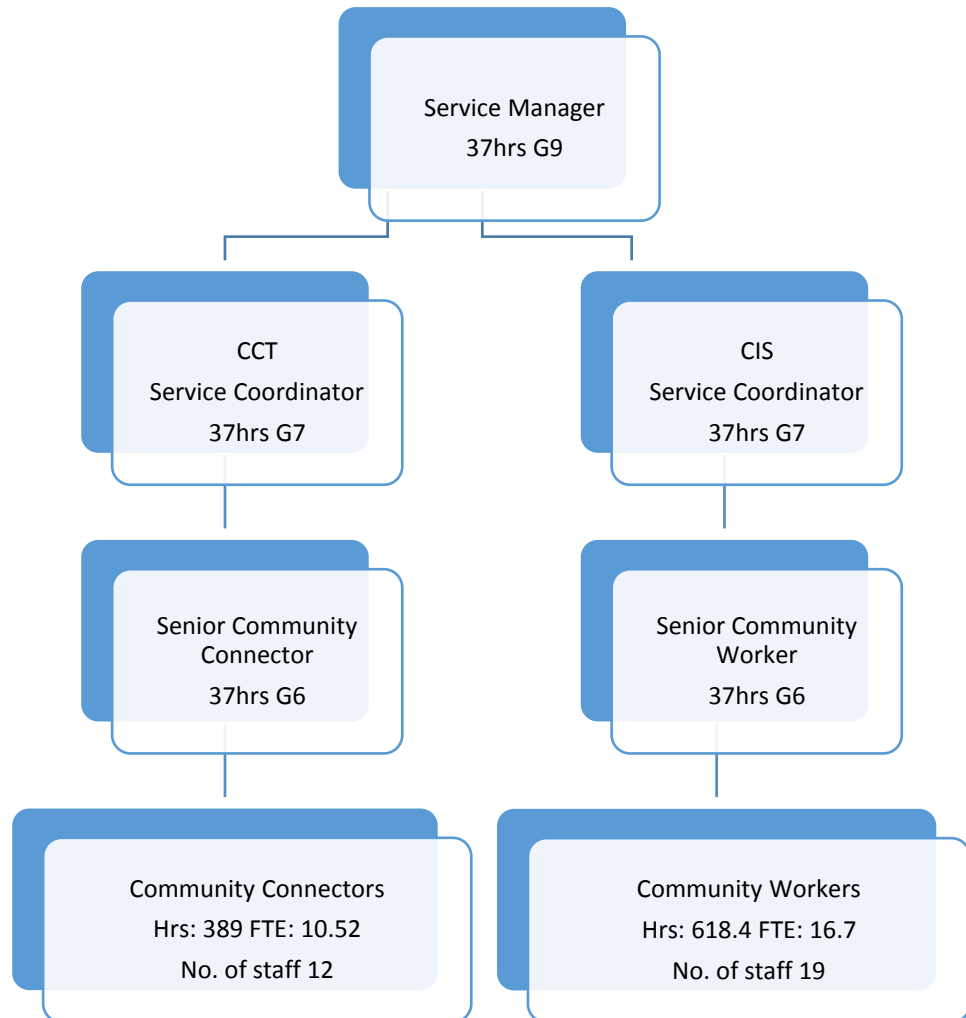 Service Manager
37hrs G9
CCT
Service Coordinator
37hrs G7
CIS
Service Coordinator
37hrs G7
Senior Community
Connector
37hrs G6
Senior Community
Worker
37hrs G6
Community Connectors
Hrs: 389 FTE: 10.52
No. of staff 12
Community Workers
Hrs: 618.4 FTE: 16.7
No. of staff 19